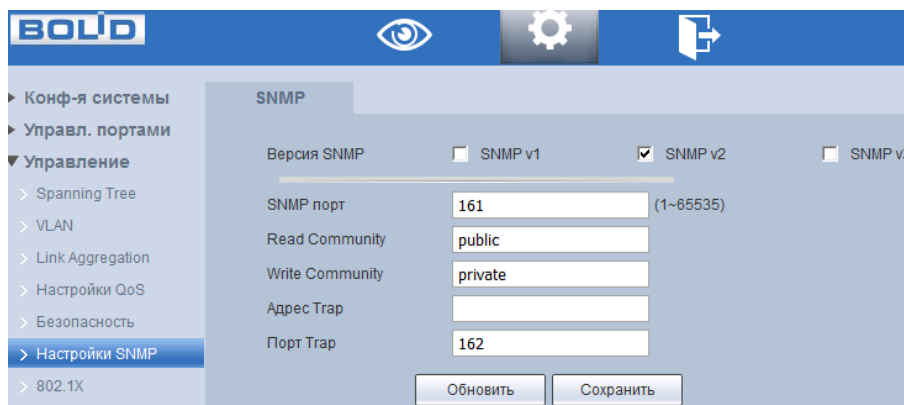 BOLID
Конф-я системы
Управл. портами
Управление
Spanning Tree
VLAN
Link Aggregation
Настройки QoS
Безопасность
Настройки SNMP
802.1X
SNMP
Версия SNMP SNMP v1 SNMP v2 SNMP
SNMP порт 161 (1~65535)
Read Community public
Write Community private
Адрес Trap
Порт Trap 162
Обновить Сохранить